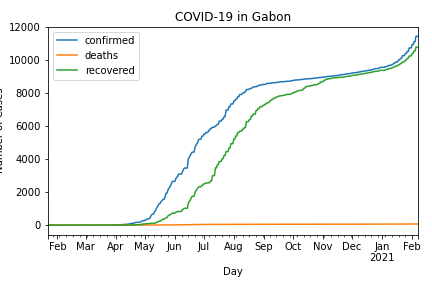 COVID-19 in Gabon
12000
10000
8000
6000
4000
2000
0
confirmed
deaths
recovered
Feb Mar Apr May Jun Jul Aug Sep Oct Nov Dec Jan Feb
2021
Day